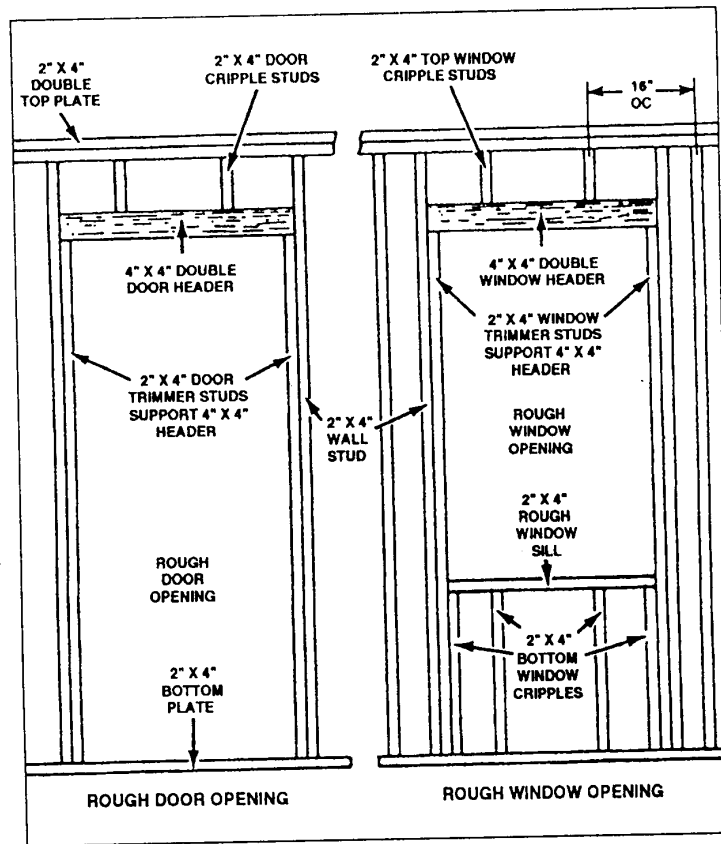 2" X 4"
DOUBLE
TOP PLATE
2" X 4" DOOR
CRIPPLE STUDS
2" X 4" TOP WINDOW
CRIPPLE STUDS
16"
OC
4" X 4" DOUBLE
DOOR HEADER
4" X 4" DOUBLE
WINDOW HEADER
2" X 4" DOOR
TRIMMER STUDS
SUPPORT 4" X 4"
HEADER
2" X 4"
WALL
STUD
2" X 4" WINDOW
TRIMMER STUDS
SUPPORT 4" X 4"
HEADER
ROUGH
WINDOW
OPENING
2" X 4"
ROUGH
WINDOW
SILL
ROUGH
DOOR
OPENING
2" X 4"
BOTTOM
PLATE
2" X 4"
BOTTOM
WINDOW
CRIPPLES
ROUGH DOOR OPENING
ROUGH WINDOW OPENING